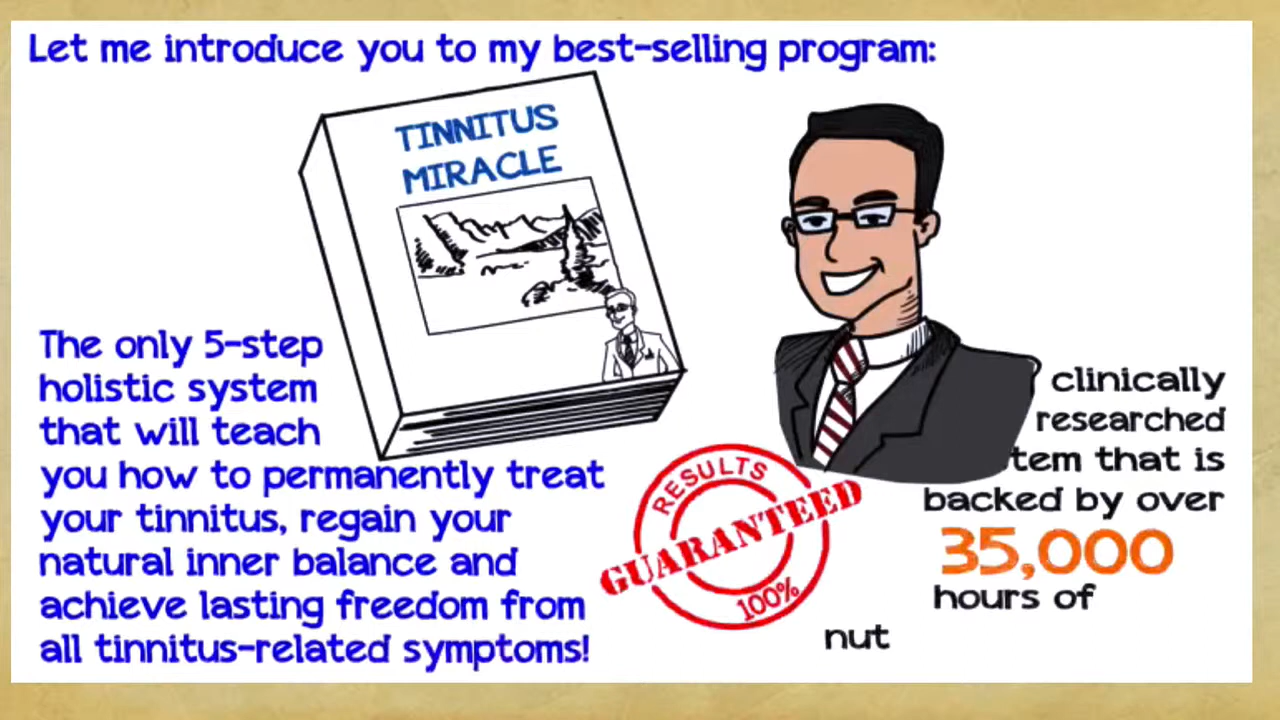 Let me introduce you to my best-selling program:
TINNITUS
MIRACLE
The only 5-step
holistic system
that will teach
you how to permanently treat
your tinnitus, regain your
natural inner balance and
achieve lasting freedom from
all tinnitus-related symptoms!
RESULTS
GUARANTEED
100%
clinically
researched
tem that is
backed by over
35,000
hours of
nut